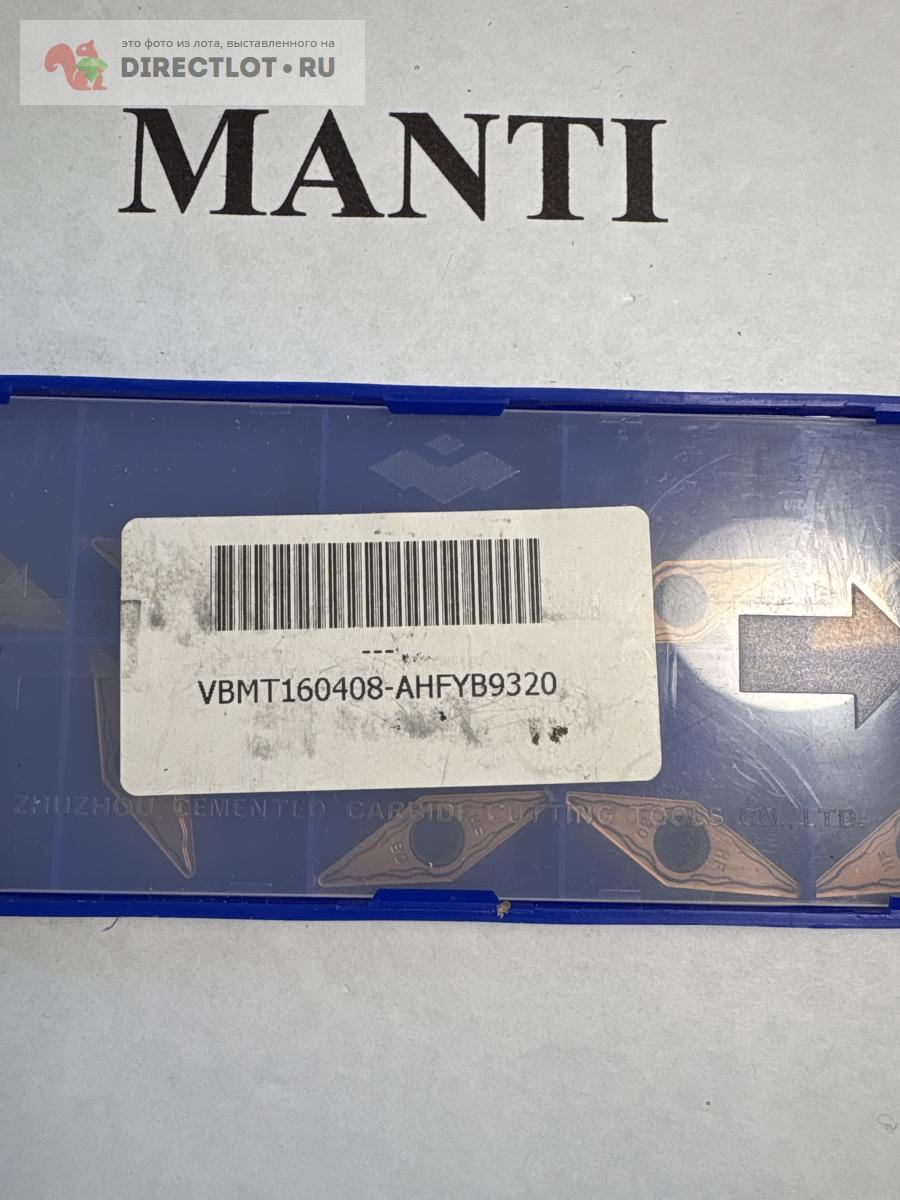 это фото из лота, выставленного на
DIRECTLOT•RU
MANTI
---
VBMT160408-AHFYB9320
ZHUZHOU CEMENTED CARBIDE CUTTING TOOLS CO., LTD.